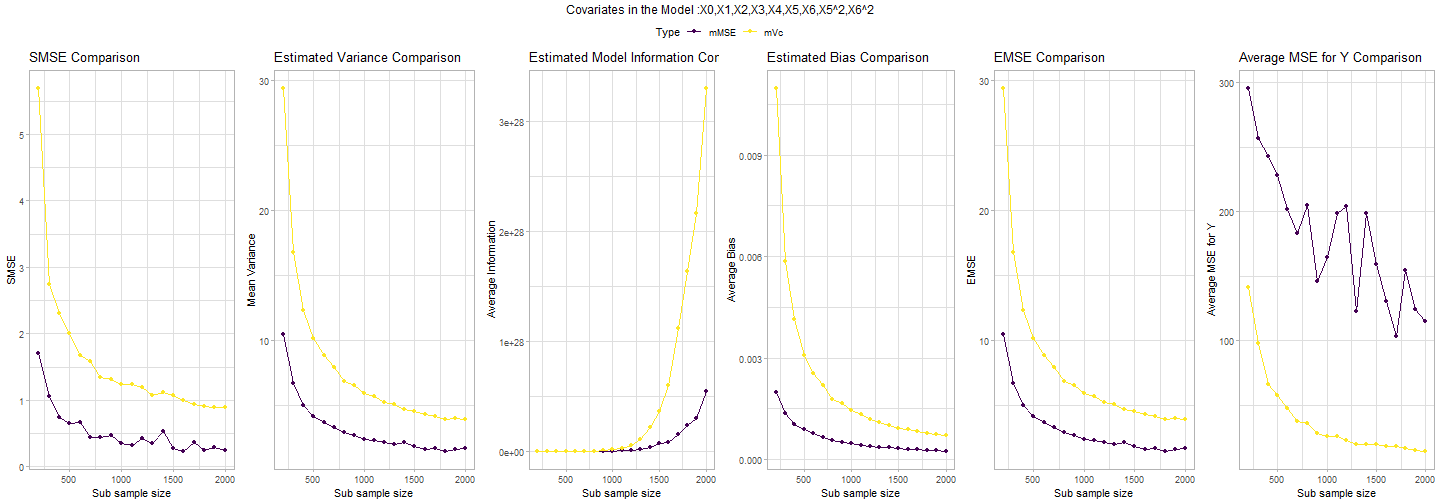 Covariates in the Model :X0,X1,X2,X3,X4,X5,X6,X5^2,X6^2
Type mMSE mVc
SMSE Comparison
SMSE
5
4
3
2
1
0
500 1000 1500 2000
Sub sample size
Estimated Variance Comparison
Mean Variance
30
20
10
500 1000 1500 2000
Sub sample size
Estimated Model Information Cor
Average Information
3e+28
2e+28
1e+28
0e+00
500 1000 1500 2000
Sub sample size
Estimated Bias Comparison
Average Bias
0.009
0.006
0.003
0.000
500 1000 1500 2000
Sub sample size
EMSE Comparison
EMSE
30
20
10
500 1000 1500 2000
Sub sample size
Average MSE for Y Comparison
Average MSE for Y
300
200
100
500 1000 1500 2000
Sub sample size